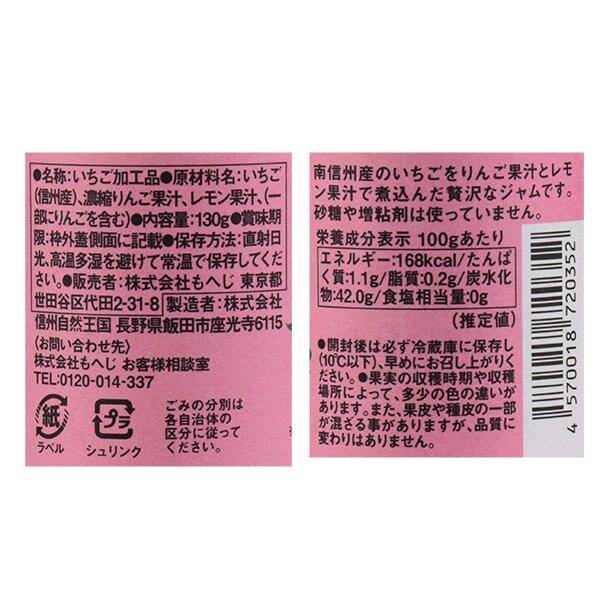 ●名称:いちご加工品●原材料名:いちご
(信州産)、濃縮りんご果汁、レモン果汁、(一
部にりんごを含む)●内容量:130g●賞味期
限:枠外蓋側面に記載●保存方法:直射日
光、高温多湿を避けて常温で保存してくださ
い。●販売者:株式会社もへじ 東京都
世田谷区代田2-31-8 製造者:株式会社
信州自然王国 長野県飯田市座光寺6115
〈お問い合わせ先〉
株式会社もへじ お客様相談室
TEL:0120-014-337
紙
ラベル
プラ
シュリンク
ごみの分別は
各自治体の
区分に従って
ください。
南信州産のいちごをりんご果汁とレモ
ン果汁で煮込んだ贅沢なジャムです。
砂糖や増粘剤は使っていません。
栄養成分表示 100gあたり
エネルギー:168kcal/たんぱ
く質:1.1g/脂質:0.2g/炭水化
物:42.0g/食塩相当量:0g
(推定値)
●開封後は必ず冷蔵庫に保存し
(10℃以下)、早めにお召し上がりく
ださい。●果実の収穫時期や収穫
場所によって、多少の色の違いが
あります。また、果皮や種皮の一部
が混ざる事がありますが、品質に
変わりはありません。
4 570018 720352